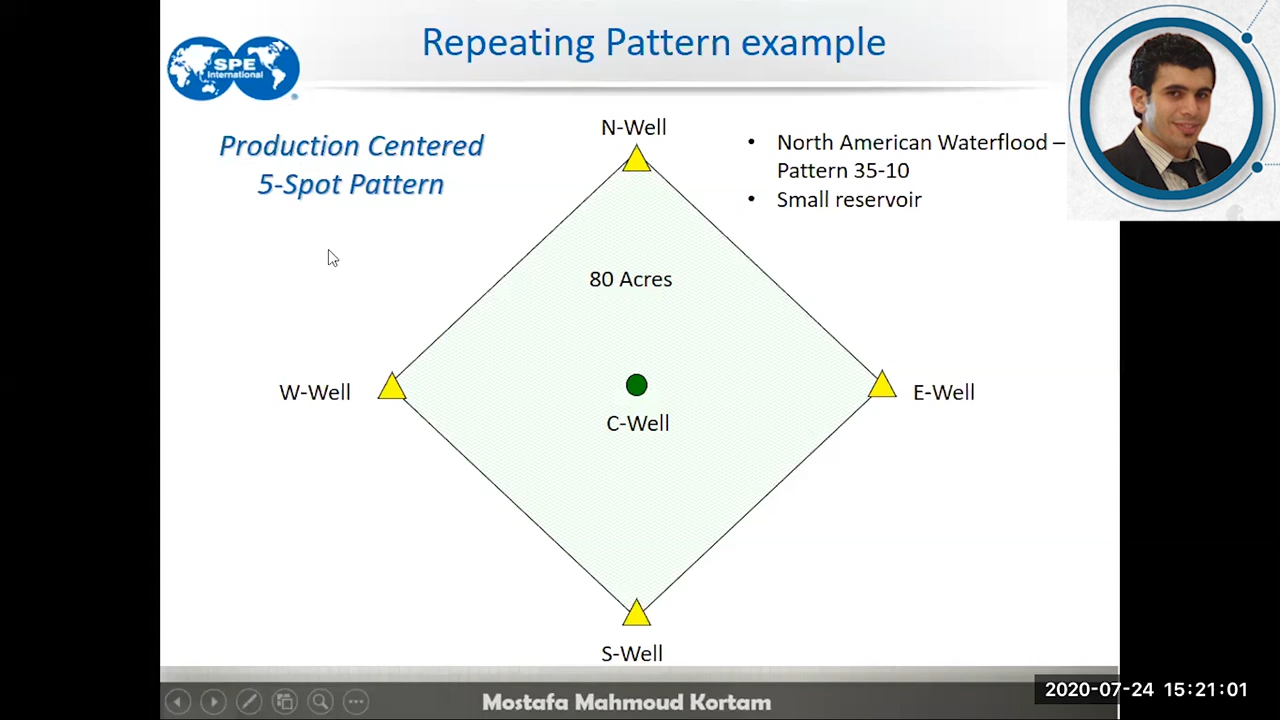 Repeating Pattern example
SPE
International
®
Production Centered
5-Spot Pattern
N-Well
• North American Waterflood –
Pattern 35-10
• Small reservoir
80 Acres
W-Well
E-Well
C-Well
S-Well
Mostafa Mahmoud Kortam
2020-07-24 15:21:01